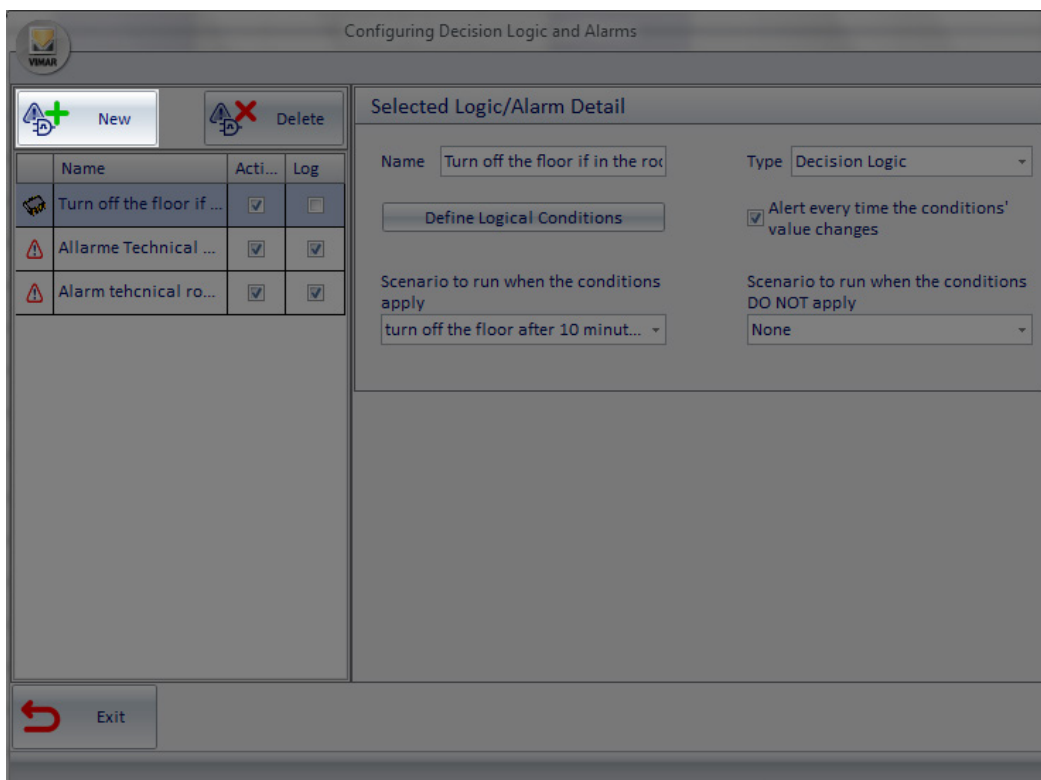 Configuring Decision Logic and Alarms
VIMAR
New
Delete
Name Acti... Log
Turn off the floor if ...
Allarme Technical ...
Alarm tehcnical ro...
Selected Logic/Alarm Detail
Name Turn off the floor if in the roo
Type Decision Logic
Define Logical Conditions
Alert every time the conditions'
value changes
Scenario to run when the conditions
apply
turn off the floor after 10 minut...
Scenario to run when the conditions
DO NOT apply
None
Exit